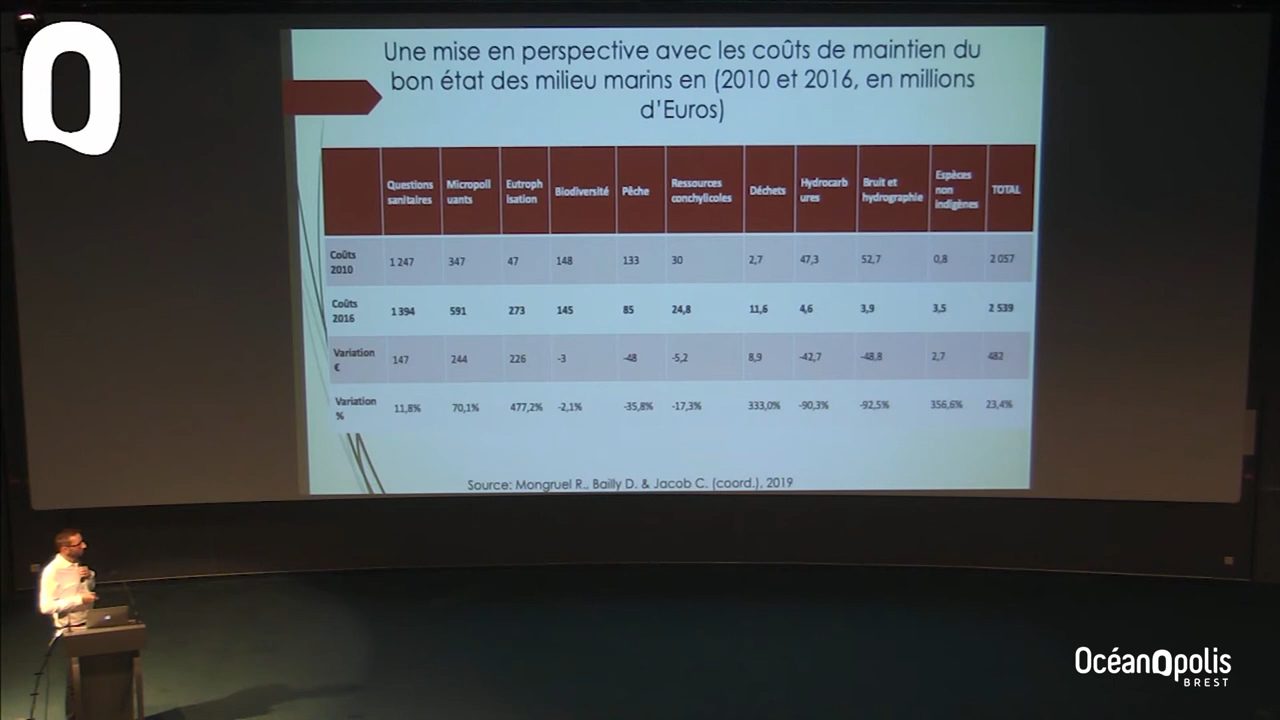 Une mise en perspective avec les coûts de maintien du
bon état des milieu marins en (2010 et 2016, en millions
d'Euros)
Questions sanitaires Micropolluants Eutrophisation Biodiversité Pêche Ressources conchylicoles Déchets Hydrocarbures Bruit et hydrographie Espèces non indigènes TOTAL
Coûts 2010 1 247 347 47 148 133 30 2,7 47,3 52,7 0,8 2 057
Coûts 2016 1 394 591 273 145 85 24,8 11,6 4,6 3,9 3,5 2 539
Variation € 147 244 226 -3 -48 -5,2 8,9 -42,7 -48,8 2,7 482
Variation % 11,8% 70,1% 477,2% -2,1% -35,8% -17,3% 333,0% -90,3% -92,5% 356,6% 23,4%
Source: Mongruel R., Bailly D. & Jacob C. (coord.), 2019
OcéanOpolis
BREST